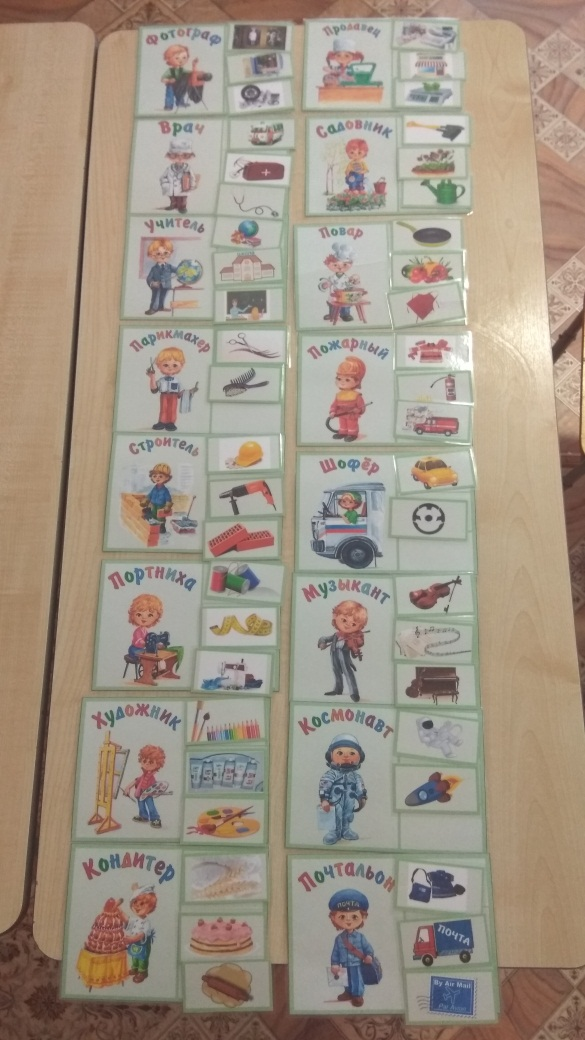 Фотограф
Врач
Учитель
Парикмахер
Строитель
Портниха
Художник
Кондитер
Продавец
Садовник
Повар
Пожарный
Шофёр
Музыкант
Космонавт
Почтальон
ПОЧТА
ПОЧТА
By Air Mail